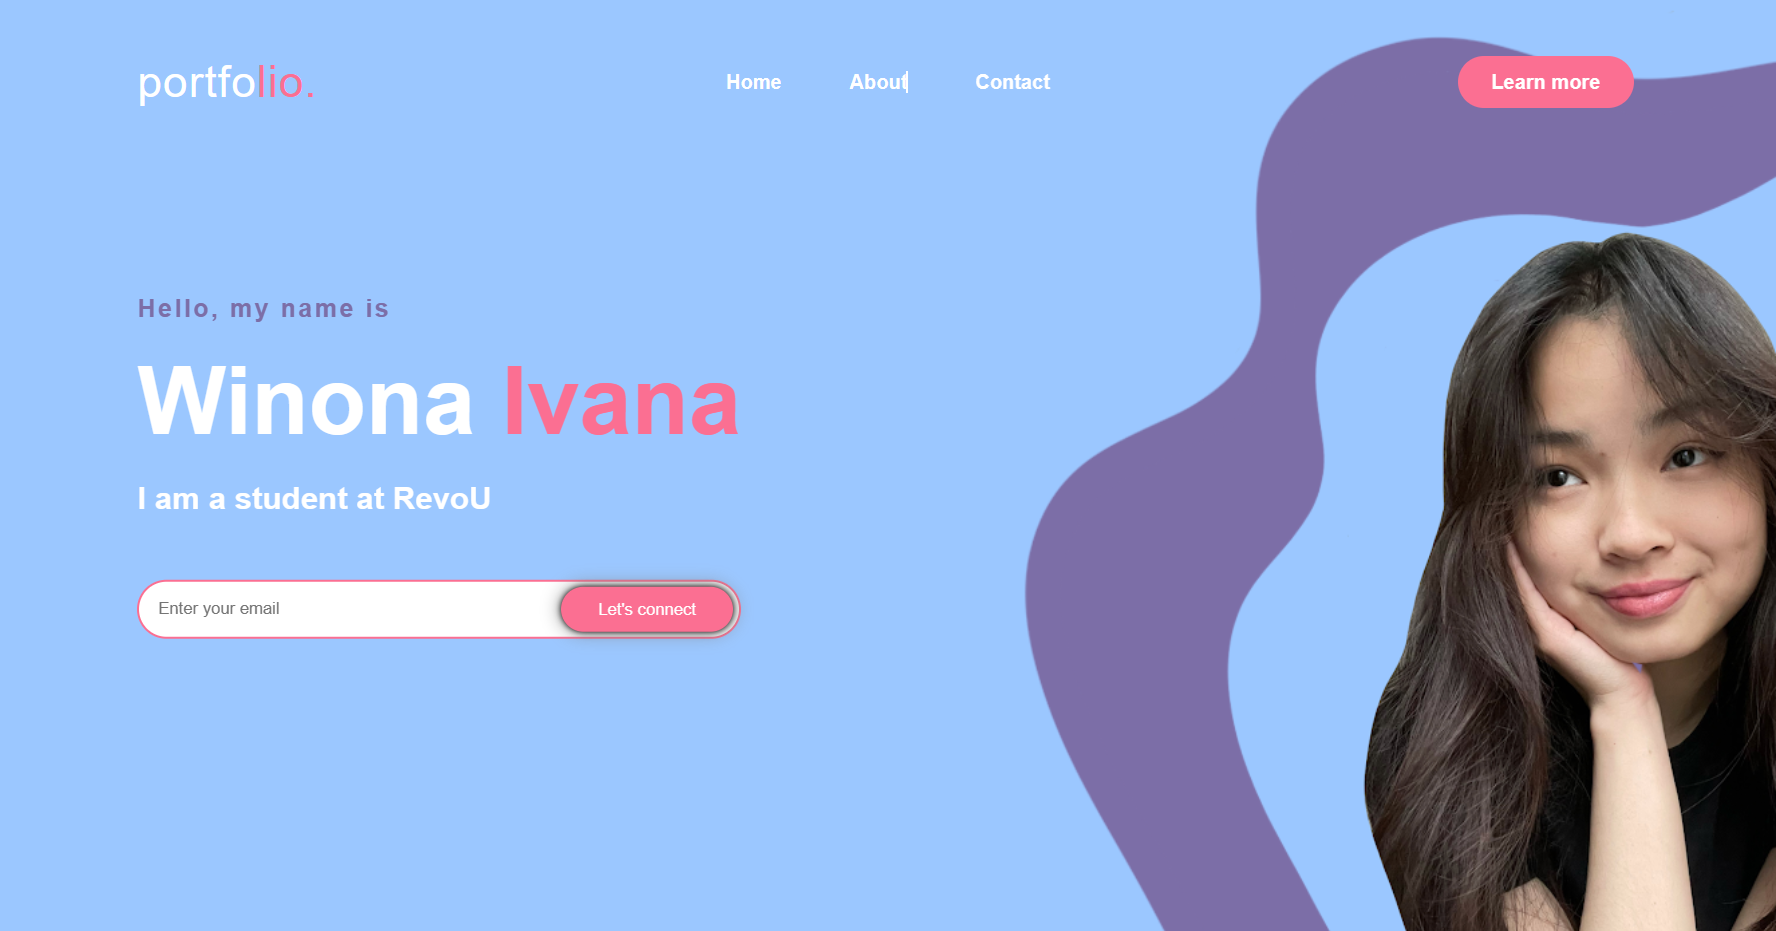 portfolio.
Home About Contact
Learn more
Hello, my name is
Winona Ivana
I am a student at RevoU
Enter your email
Let's connect